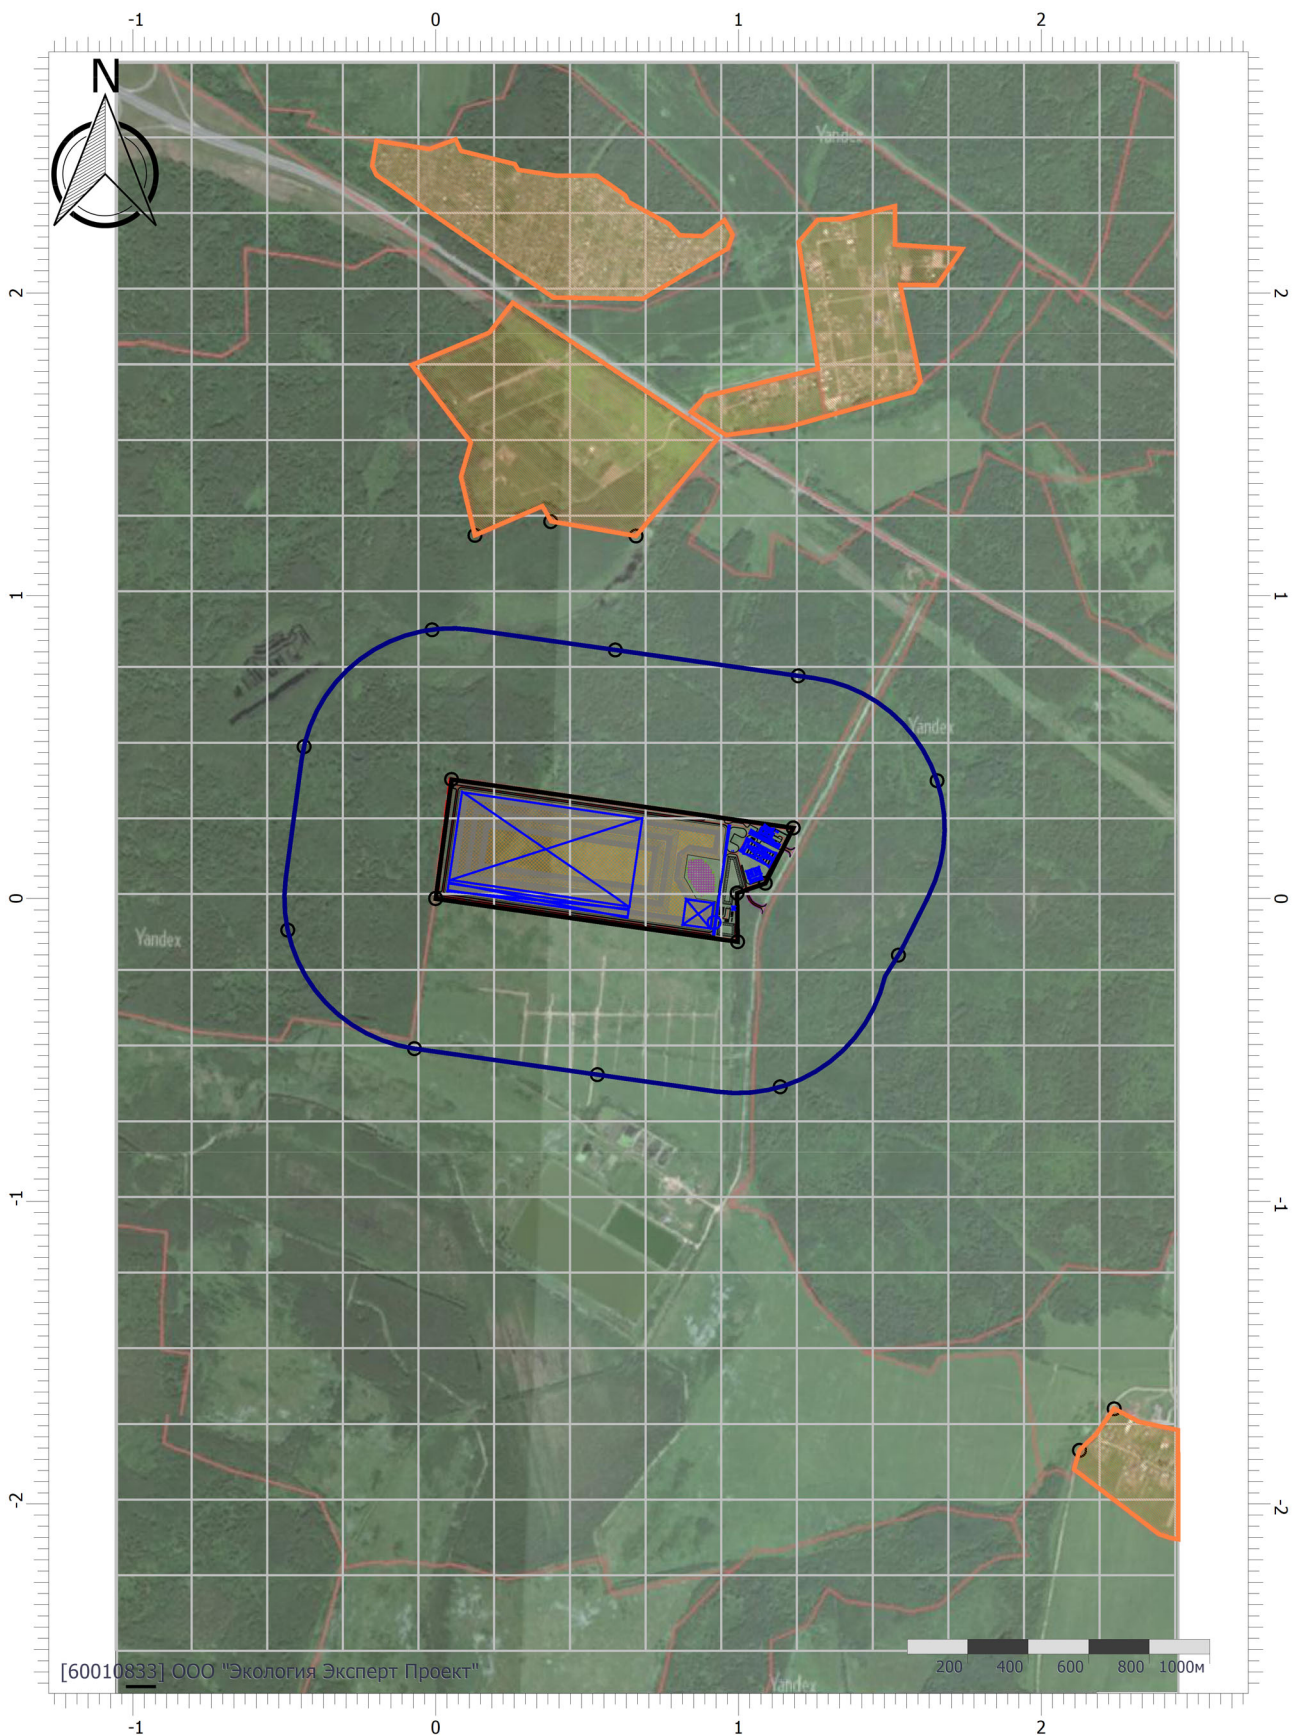 -1 0 1 2
N
Yandex
2 2
1 1
Yandex
0 0
Yandex
-1 -1
-2 -2
200 400 600 800 1000м
[60010833] ООО "Экология Эксперт Проект"
Yandex
-1 0 1 2